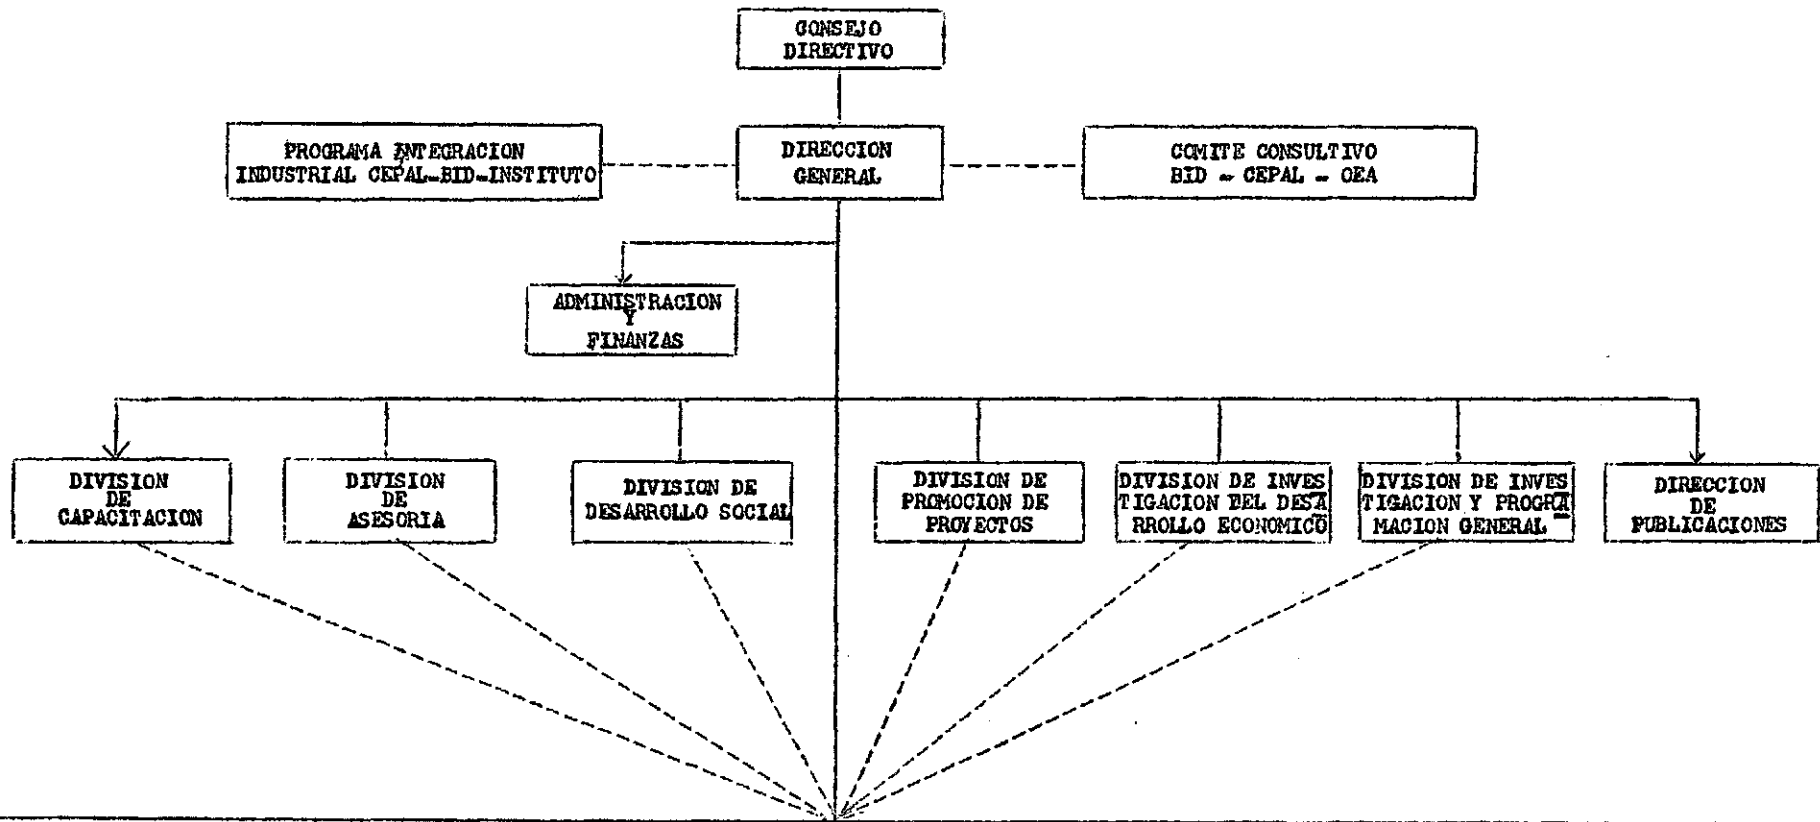 CONSEJO
DIRECTIVO
PROGRAMA INTEGRACION
INDUSTRIAL CEPAL-BID-INSTITUTO
DIRECCION
GENERAL
COMITE CONSULTIVO
BID - CEPAL - OEA
ADMINISTRACION
Y
FINANZAS
DIVISION
DE
CAPACITACION
DIVISION
DE
ASESORIA
DIVISION DE
DESARROLLO SOCIAL
DIVISION DE
PROMOCION DE
PROYECTOS
DIVISION DE INVES
TIGACION DEL DESA
RROLLO ECONOMICO
DIVISION DE INVES
TIGACION Y PROGRA
MACION GENERAL
DIRECCION
DE
PUBLICACIONES